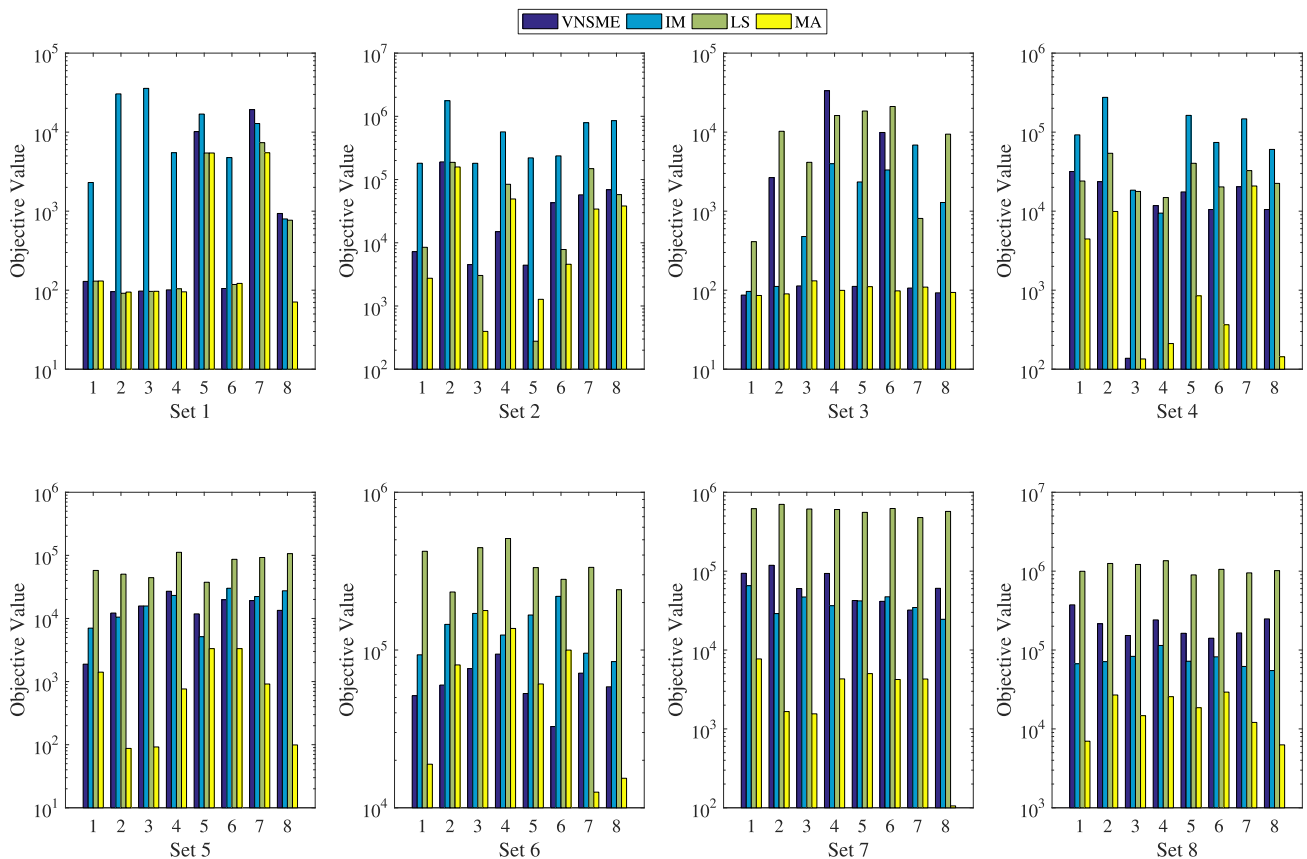 VNSME IM LS MA
10^5 10^4 10^3 10^2 10^1
Objective Value
1 2 3 4 5 6 7 8
Set 1
10^7 10^6 10^5 10^4 10^3 10^2
Objective Value
1 2 3 4 5 6 7 8
Set 2
10^5 10^4 10^3 10^2 10^1
Objective Value
1 2 3 4 5 6 7 8
Set 3
10^6 10^5 10^4 10^3 10^2
Objective Value
1 2 3 4 5 6 7 8
Set 4
10^6 10^5 10^4 10^3 10^2 10^1
Objective Value
1 2 3 4 5 6 7 8
Set 5
10^6 10^5 10^4
Objective Value
1 2 3 4 5 6 7 8
Set 6
10^6 10^5 10^4 10^3 10^2
Objective Value
1 2 3 4 5 6 7 8
Set 7
10^7 10^6 10^5 10^4 10^3
Objective Value
1 2 3 4 5 6 7 8
Set 8